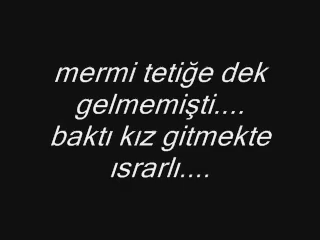 mermi tetiğe dek
gelmemişti....
baktı kız gitmekte
ısrarlı....